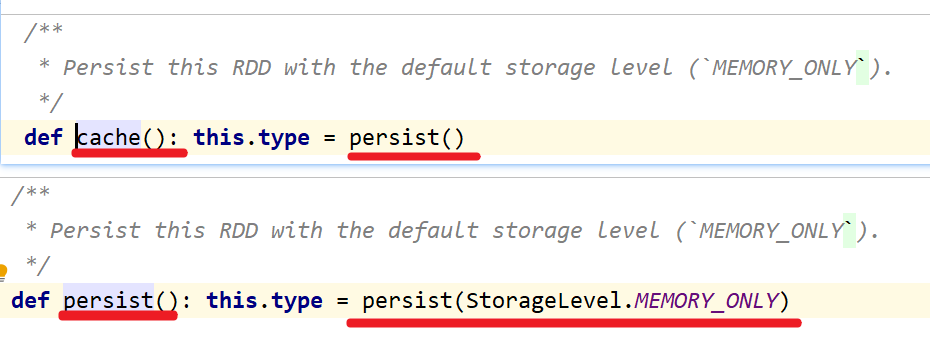 /**
* Persist this RDD with the default storage level (`MEMORY_ONLY`).
*/
def cache(): this.type = persist()
/**
* Persist this RDD with the default storage level (`MEMORY_ONLY`).
*/
def persist(): this.type = persist(StorageLevel.MEMORY_ONLY)